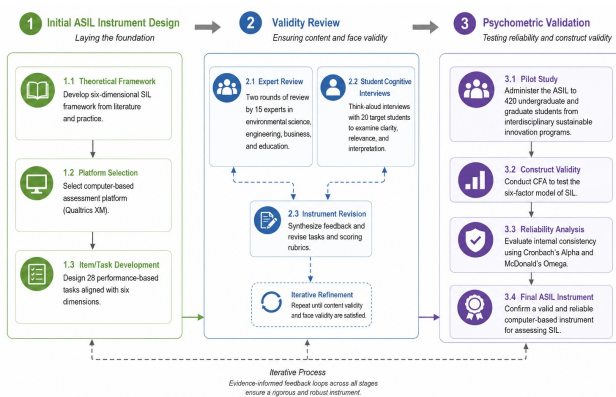 1 Initial ASIL Instrument Design
Laying the foundation
1.1 Theoretical Framework
Develop six-dimensional SIL
framework from literature
and practice.
1.2 Platform Selection
Select computer-based
assessment platform
(Qualtrics XM).
1.3 Item/Task Development
Design 28 performance-based
tasks aligned with six
dimensions.
2 Validity Review
Ensuring content and face validity
2.1 Expert Review
Two rounds of review
by 15 experts in
environmental science,
engineering, business,
and education.
2.2 Student Cognitive
Interviews
Think-aloud interviews
with 20 target students
to examine clarity,
relevance, and
interpretation.
2.3 Instrument Revision
Synthesize feedback and
revise tasks and scoring
rubrics.
Iterative Refinement
Repeat until content validity
and face validity are satisfied.
3 Psychometric Validation
Testing reliability and construct validity
3.1 Pilot Study
Administer the ASIL to
420 undergraduate and
graduate students from
interdisciplinary sustainable
innovation programs.
3.2 Construct Validity
Conduct CFA to test the
six-factor model of SIL.
3.3 Reliability Analysis
Evaluate internal consistency
using Cronbach's Alpha and
McDonald's Omega.
3.4 Final ASIL Instrument
Confirm a valid and reliable
computer-based instrument
for assessing SIL.
Iterative Process
Evidence-informed feedback loops across all stages
ensure a rigorous and robust instrument.